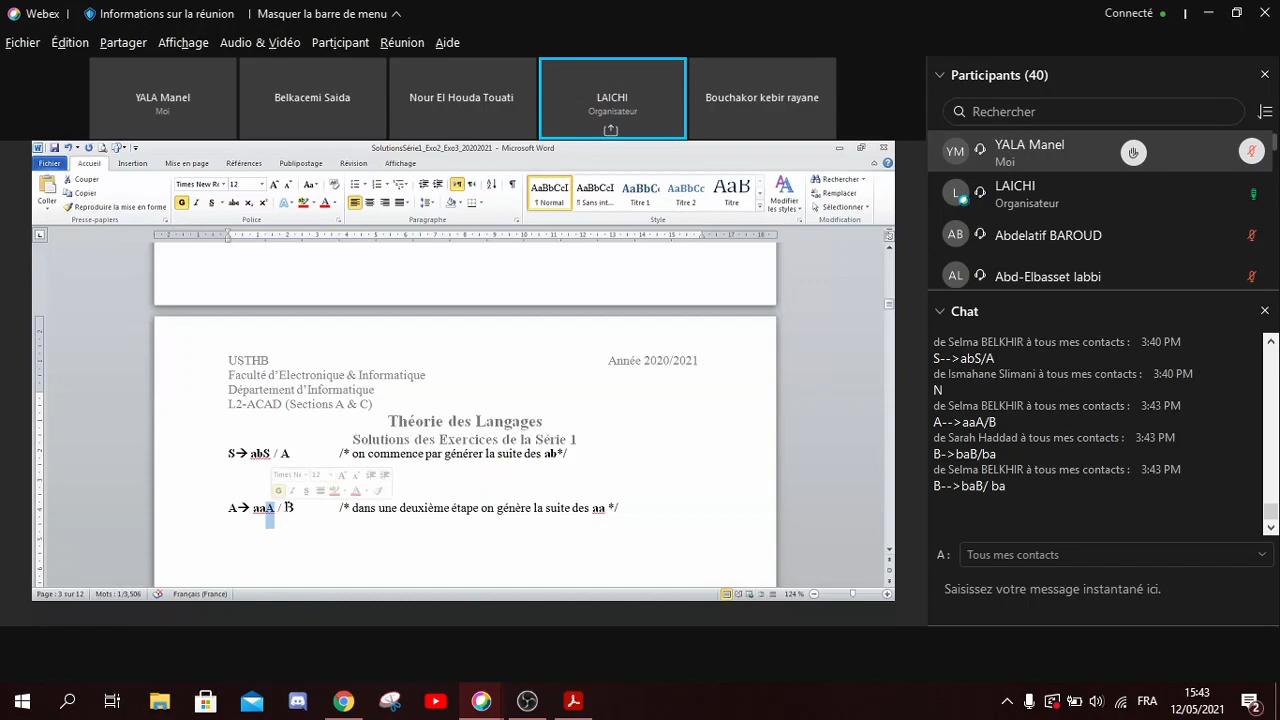 Webex
Informations sur la réunion
Masquer la barre de menu
Connecté
Fichier Édition Partager Affichage Audio & Vidéo Participant Réunion Aide
YALA Manel
Moi
Belkacemi Saida
Nour El Houda Touati
LAICHI
Organisateur
Bouchakor kebir rayane
SolutionsSérie1_Exo2_Exo3_2020201 - Microsoft Word
Fichier Accueil Insertion Mise en page Références Publipostage Révision Affichage
Coller
Couper
Copier
Reproduire la mise en forme
Presse-papiers
Times New Ro 12
Police
Paragraphe
AaBbCcI AaBbCcI AaBbC AaBbCc AaB
¶ Normal ¶ Sans int... Titre 1 Titre 2 Titre
Modifier les styles
Style
Rechercher
Remplacer
Sélectionner
Modification
USTHB Année 2020/2021
Faculté d'Electronique & Informatique
Département d'Informatique
L2-ACAD (Sections A & C)
Théorie des Langages
Solutions des Exercices de la Série 1
S→ abS / A /* on commence par générer la suite des ab*/
A→ aaA / B /* dans une deuxième étape on génère la suite des aa */
Page : 3 sur 12 Mots : 1/3,506 Français (France) 124 %
Participants (40)
Rechercher
YM YALA Manel
Moi
L LAICHI
Organisateur
AB Abdelatif BAROUD
AL Abd-Elbasset labbi
Chat
de Selma BELKHIR à tous mes contacts : 3:40 PM
S-->abS/A
de Ismahane Slimani à tous mes contacts : 3:40 PM
N
de Selma BELKHIR à tous mes contacts : 3:43 PM
A-->aaA/B
de Sarah Haddad à tous mes contacts : 3:43 PM
B->baB/ba
de Selma BELKHIR à tous mes contacts : 3:43 PM
B-->baB/ ba
A : Tous mes contacts
Saisissez votre message instantané ici.
FRA
15:43
12/05/2021
2